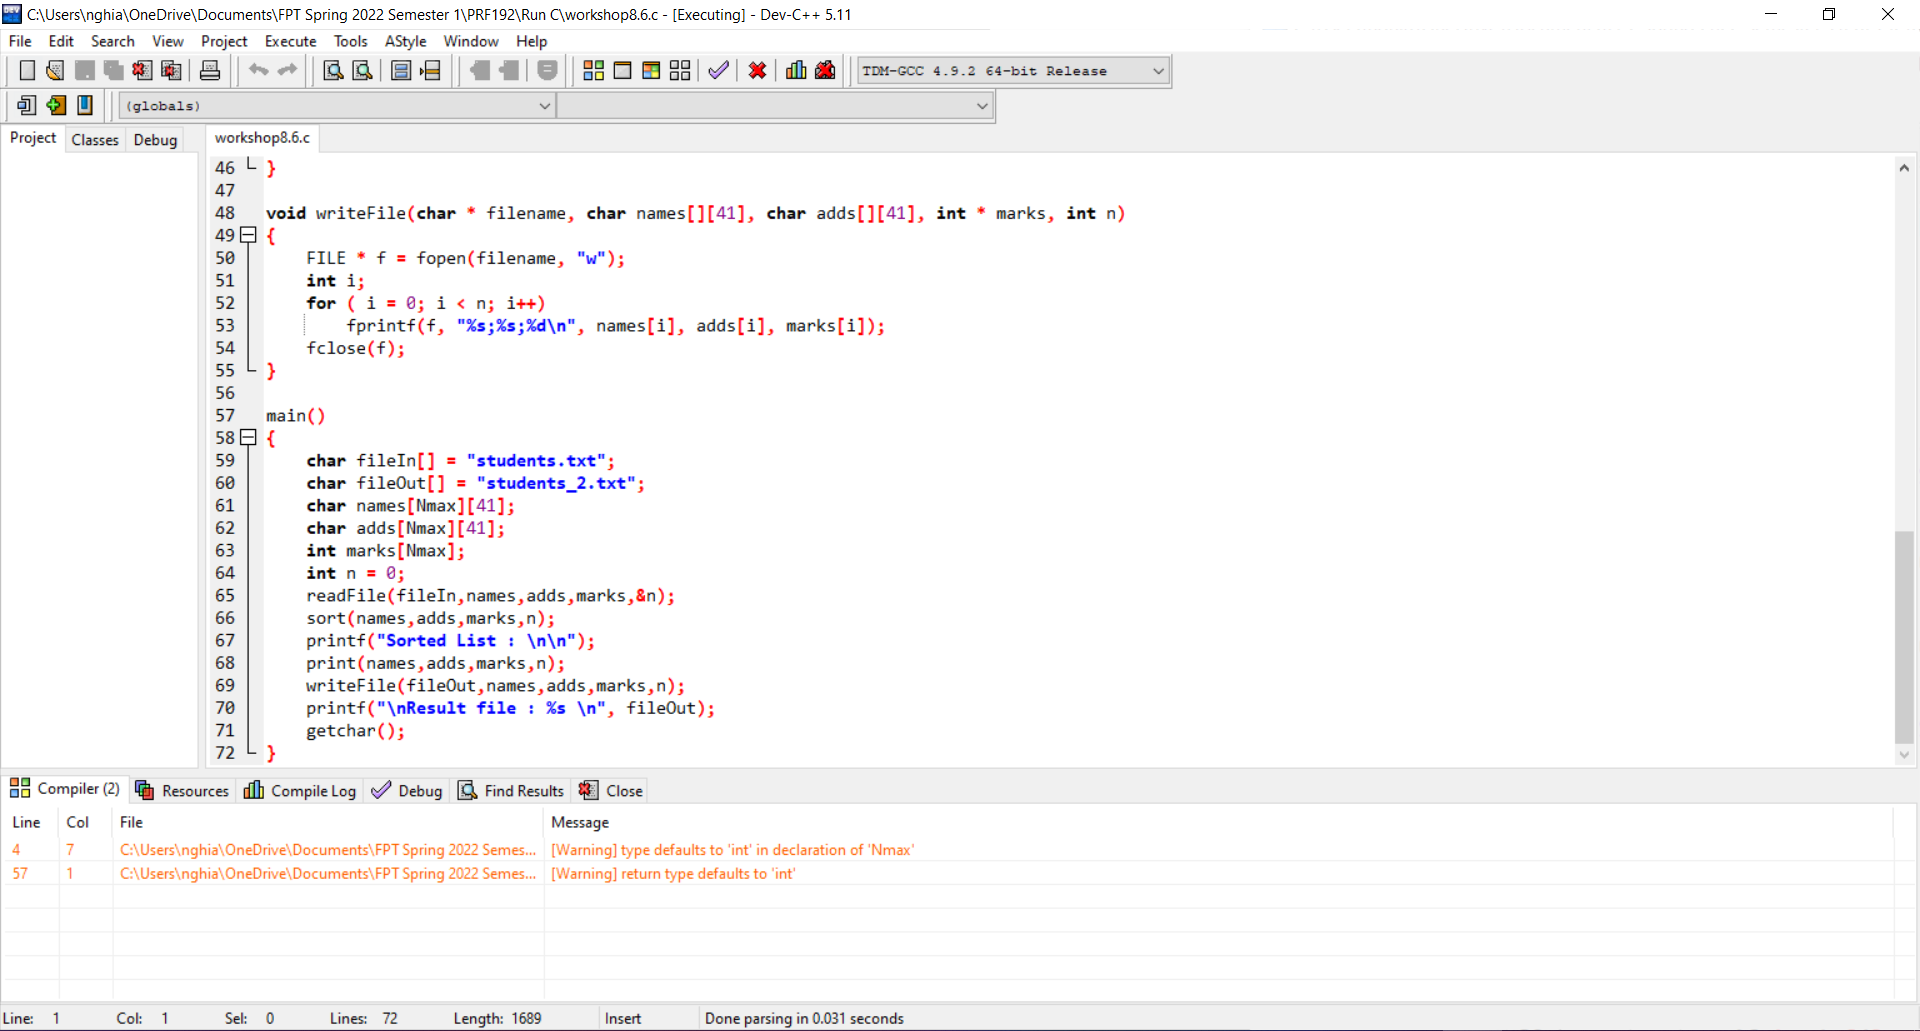 C:\Users\nghia\OneDrive\Documents\FPT Spring 2022 Semester 1\PRF192\Run C\workshop8.6.c - [Executing] - Dev-C++ 5.11
File Edit Search View Project Execute Tools AStyle Window Help
TDM-GCC 4.9.2 64-bit Release
(globals)
Project Classes Debug workshop8.6.c
46 }
47
48 void writeFile(char * filename, char names[][41], char adds[][41], int * marks, int n)
49 {
50 FILE * f = fopen(filename, "w");
51 int i;
52 for ( i = 0; i < n; i++)
53 fprintf(f, "%s;%s;%d\n", names[i], adds[i], marks[i]);
54 fclose(f);
55 }
56
57 main()
58 {
59 char fileIn[] = "students.txt";
60 char fileOut[] = "students_2.txt";
61 char names[Nmax][41];
62 char adds[Nmax][41];
63 int marks[Nmax];
64 int n = 0;
65 readFile(fileIn,names,adds,marks,&n);
66 sort(names,adds,marks,n);
67 printf("Sorted List : \n\n");
68 print(names,adds,marks,n);
69 writeFile(fileOut,names,adds,marks,n);
70 printf("\nResult file : %s \n", fileOut);
71 getchar();
72 }
Compiler (2) Resources Compile Log Debug Find Results Close
Line Col File Message
4 7 C:\Users\nghia\OneDrive\Documents\FPT Spring 2022 Semes... [Warning] type defaults to 'int' in declaration of 'Nmax'
57 1 C:\Users\nghia\OneDrive\Documents\FPT Spring 2022 Semes... [Warning] return type defaults to 'int'
Line: 1 Col: 1 Sel: 0 Lines: 72 Length: 1689 Insert Done parsing in 0.031 seconds